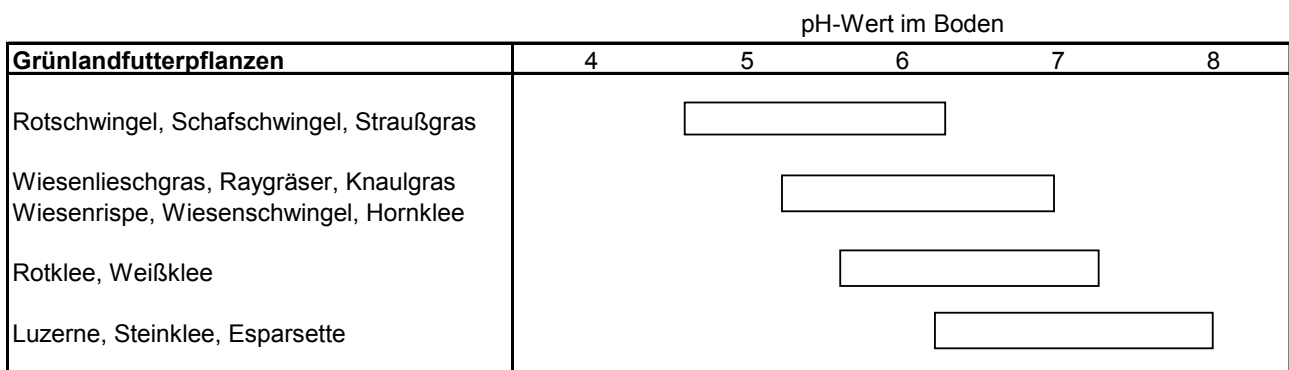 pH-Wert im Boden
Grünlandfutterpflanzen 4 5 6 7 8
Rotschwingel, Schafschwingel, Straußgras
Wiesenlieschgras, Raygräser, Knaulgras
Wiesenrispe, Wiesenschwingel, Hornklee
Rotklee, Weißklee
Luzerne, Steinklee, Esparsette